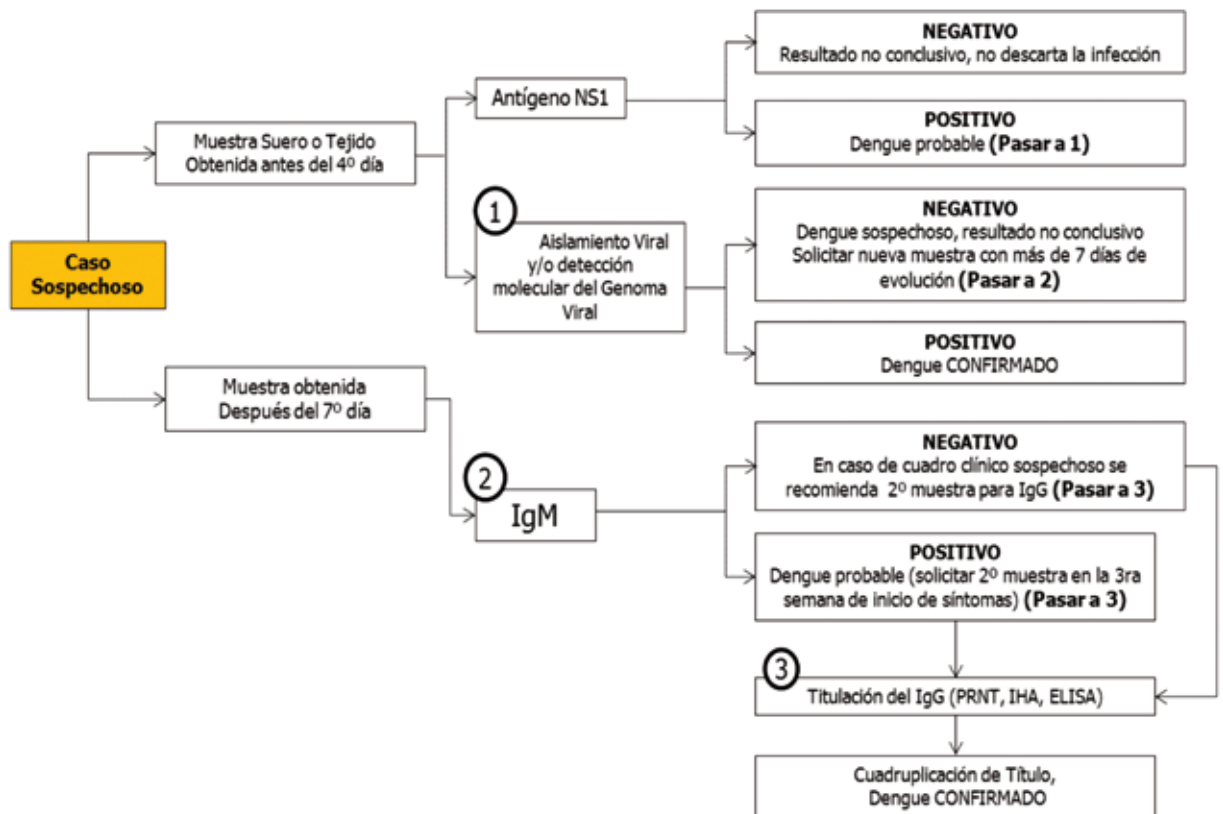 Caso
Sospechoso
Muestra Suero o Tejido
Obtenida antes del 4º día
Antígeno NS1
NEGATIVO
Resultado no conclusivo, no descarta la infección
POSITIVO
Dengue probable (Pasar a 1)
1
Aislamiento Viral
y/o detección
molecular del Genoma
Viral
NEGATIVO
Dengue sospechoso, resultado no conclusivo
Solicitar nueva muestra con más de 7 días de
evolución (Pasar a 2)
POSITIVO
Dengue CONFIRMADO
Muestra obtenida
Después del 7º día
2
IgM
NEGATIVO
En caso de cuadro clínico sospechoso se
recomienda 2º muestra para IgG (Pasar a 3)
POSITIVO
Dengue probable (solicitar 2º muestra en la 3ra
semana de inicio de síntomas) (Pasar a 3)
3
Titulación del IgG (PRNT, IHA, ELISA)
Cuadruplicación de Título,
Dengue CONFIRMADO